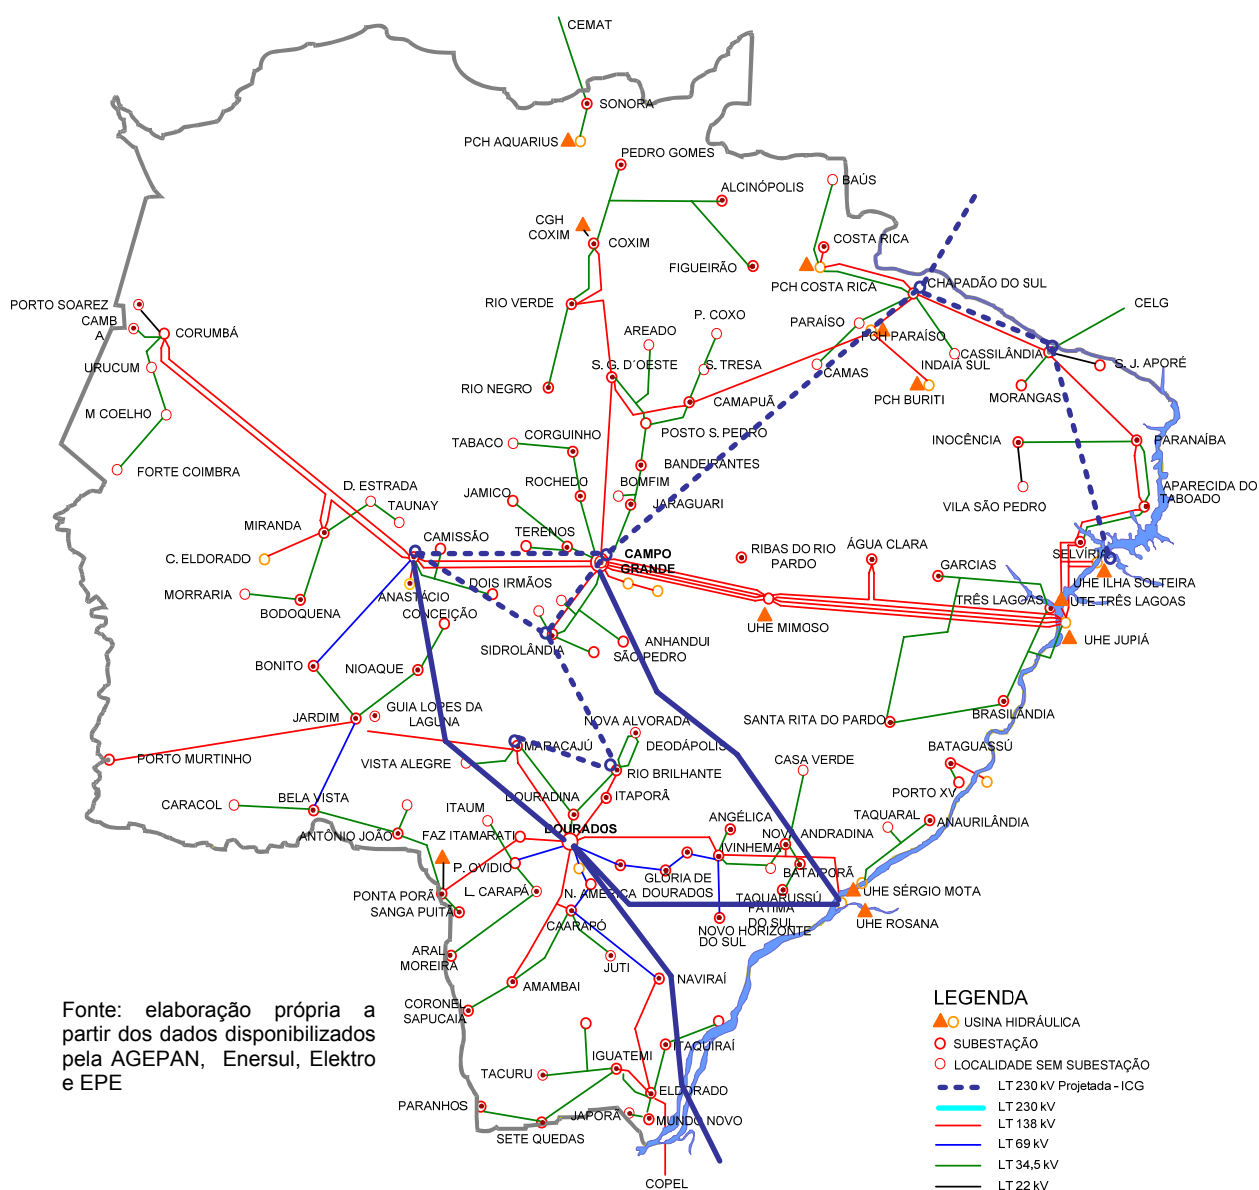 CEMAT
SONORA
PCH AQUARIUS
PEDRO GOMES
ALCINÓPOLIS
BAÚS
CGH
COXIM
COXIM
COSTA RICA
FIGUEIRÃO
PCH COSTA RICA
CHAPADÃO DO SUL
PORTO SOAREZ
CAMB
A
CORUMBÁ
RIO VERDE
AREADO
P. COXO
PARAÍSO
PCH PARAÍSO
CELG
URUCUM
S. G. D´OESTE
S. TRESA
CAMAS
INDAIÁ SUL
CASSILÂNDIA
S. J. APORÉ
RIO NEGRO
CAMAPUÃ
PCH BURITI
MORANGAS
M COELHO
TABACO
CORGUINHO
POSTO S. PEDRO
INOCÊNCIA
PARANAÍBA
FORTE COIMBRA
BANDEIRANTES
D. ESTRADA
TAUNAY
JAMICO
ROCHEDO
BOMFIM
JARAGUARI
VILA SÃO PEDRO
APARECIDA DO
TABOADO
MIRANDA
CAMISSÃO
TERENOS
CAMPO
GRANDE
RIBAS DO RIO
PARDO
ÁGUA CLARA
SELVÍRIA
C. ELDORADO
GARCIAS
UHE ILHA SOLTEIRA
MORRARIA
BODOQUENA
ANASTÁCIO
DOIS IRMÃOS
CONCEIÇÃO
TRÊS LAGOAS
UTE TRÊS LAGOAS
UHE MIMOSO
UHE JUPIÁ
BONITO
NIOAQUE
SIDROLÂNDIA
ANHANDUI
SÃO PEDRO
JARDIM
GUIA LOPES DA
LAGUNA
NOVA ALVORADA
SANTA RITA DO PARDO
BRASILÂNDIA
PORTO MURTINHO
MARACAJÚ
DEODÁPOLIS
VISTA ALEGRE
RIO BRILHANTE
CASA VERDE
BATAGUASSÚ
CARACOL
BELA VISTA
ITAUM
DOURADINA
ITAPORÃ
PORTO XV
ANTÔNIO JOÃO
FAZ ITAMARATI
DOURADOS
ANGÉLICA
TAQUARAL
ANAURILÂNDIA
NOVA ANDRADINA
IVINHEMA
P. OVIDIO
GLÓRIA DE
DOURADOS
BATAIPORÃ
PONTA PORÃ
L. CARAPÁ
N. AMÉRICA
TAQUARUSSÚ
UHE SÉRGIO MOTA
SANGA PUITÃ
FATIMA
DO SUL
CAARAPÓ
NOVO HORIZONTE
DO SUL
UHE ROSANA
ARAL
MOREIRA
JUTI
AMAMBAI
NAVIRAÍ
CORONEL
SAPUCAIA
Fonte: elaboração própria a
partir dos dados disponibilizados
pela AGEPAN, Enersul, Elektro
e EPE
ITAQUIRAÍ
IGUATEMI
TACURU
ELDORADO
PARANHOS
JAPORÃ
MUNDO NOVO
SETE QUEDAS
COPEL
LEGENDA
USINA HIDRÁULICA
SUBESTAÇÃO
LOCALIDADE SEM SUBESTAÇÃO
LT 230 kV Projetada - ICG
LT 230 kV
LT 138 kV
LT 69 kV
LT 34,5 kV
LT 22 kV